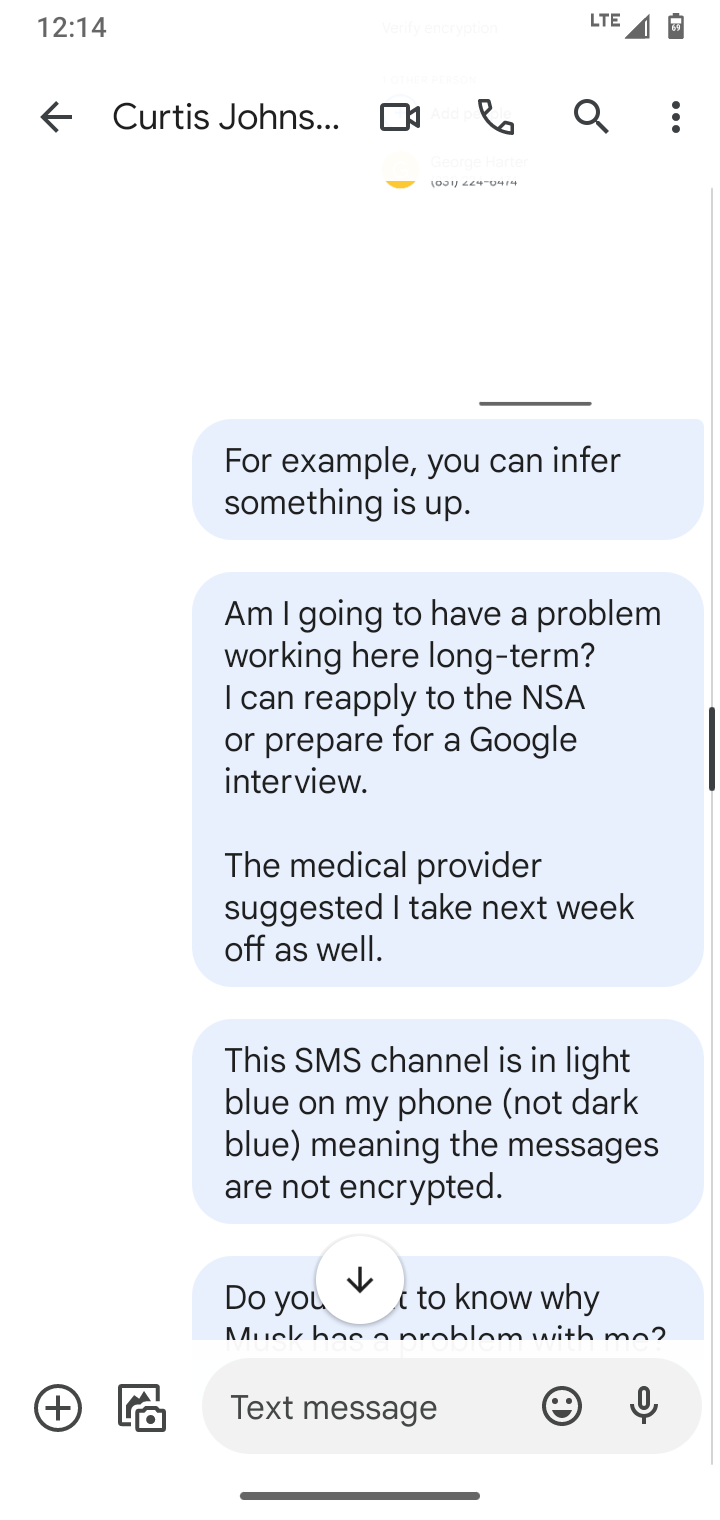 12:14
LTE
69
Verify encryption
Curtis Johns...
Add people
George Harter
(831) 224-6474
For example, you can infer
something is up.
Am I going to have a problem
working here long-term?
I can reapply to the NSA
or prepare for a Google
interview.
The medical provider
suggested I take next week
off as well.
This SMS channel is in light
blue on my phone (not dark
blue) meaning the messages
are not encrypted.
Do you t to know why
Musk has a problem with me?
Text message